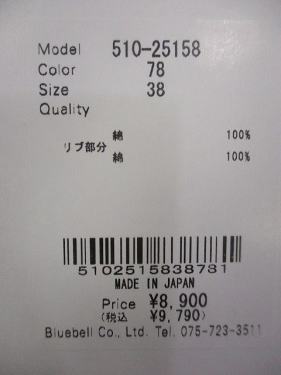 Model 510-25158
Color 78
Size 38
Quality
綿 100%
リブ部分
綿 100%
5102515838781
MADE IN JAPAN
Price ¥8,900
(税込 ¥9,790)
Bluebell Co., Ltd. Tel. 075-723-3511